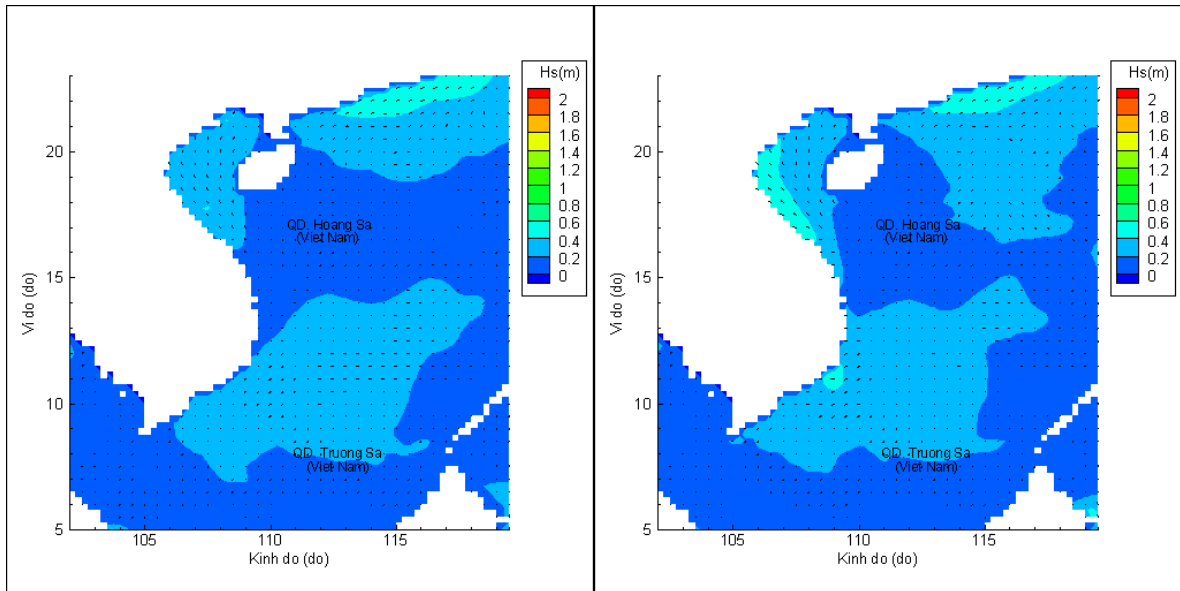 Hs(m)
2
1.8
1.6
1.4
1.2
1
0.8
0.6
0.4
0.2
0
20
15
10
5
Vi do (do)
QD. Hoang Sa
(Viet Nam)
QD. Truong Sa
(Viet Nam)
105
110
115
Kinh do (do)
Hs(m)
2
1.8
1.6
1.4
1.2
1
0.8
0.6
0.4
0.2
0
20
15
10
5
Vi do (do)
QD. Hoang Sa
(Viet Nam)
QD. Truong Sa
(Viet Nam)
105
110
115
Kinh do (do)